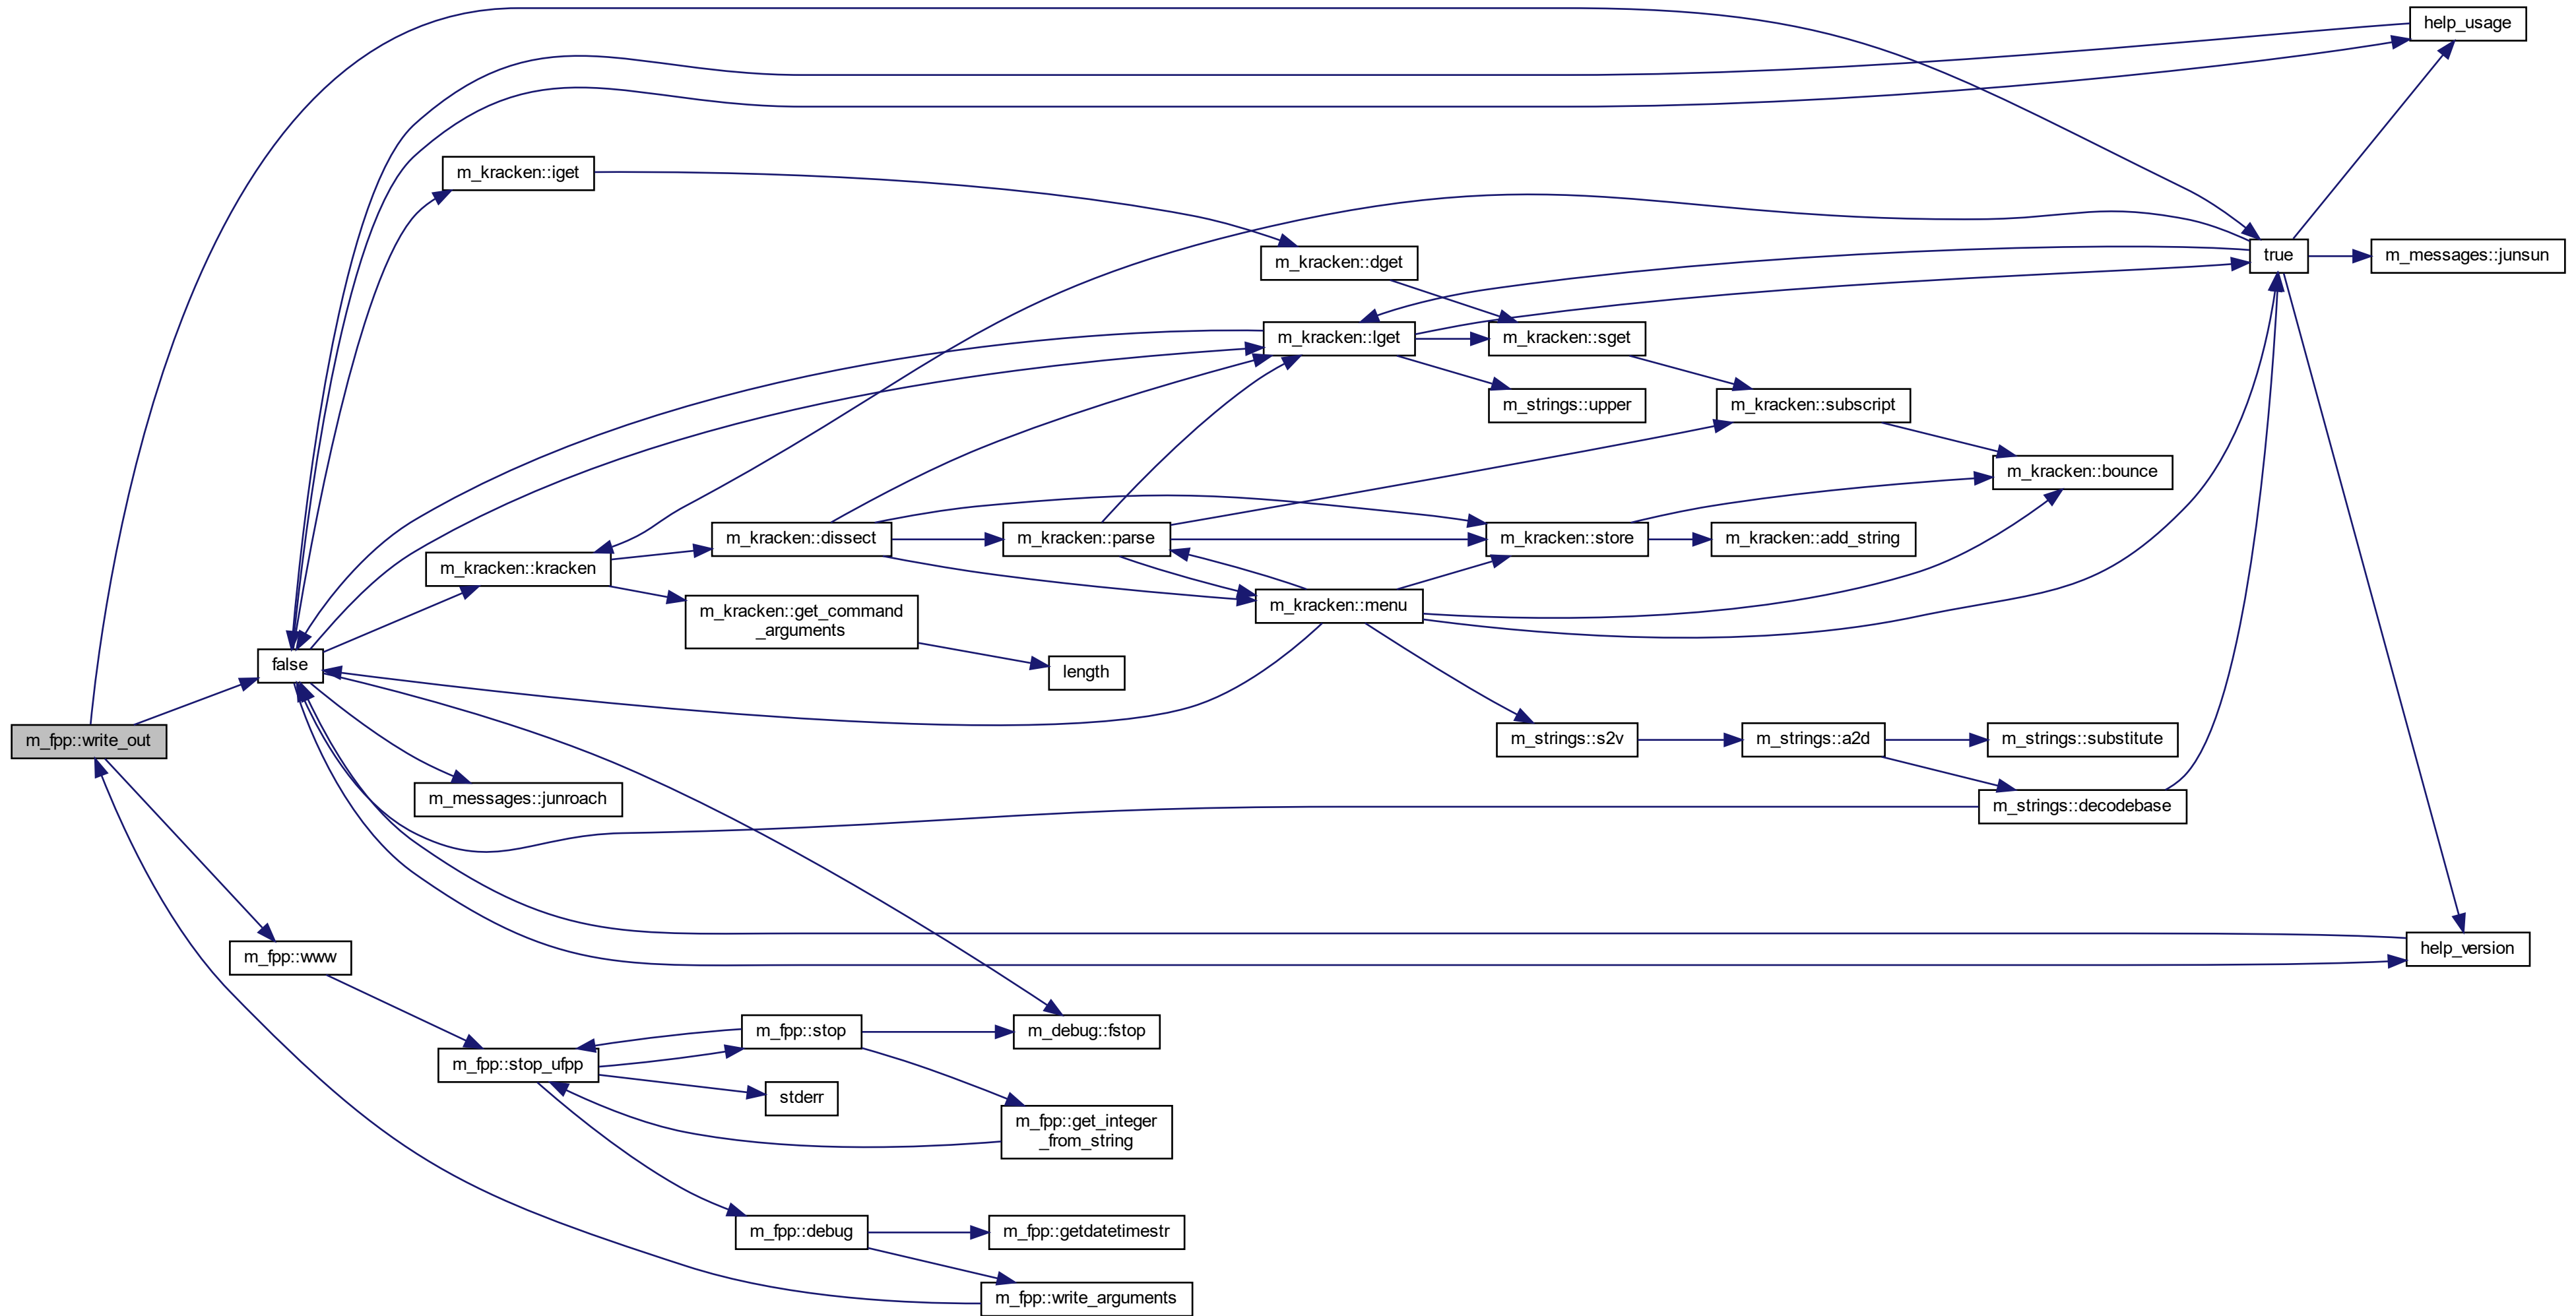 help_usage
m_kracken::iget
true
m_messages::junsun
m_kracken::dget
m_kracken::lget
m_kracken::sget
m_strings::upper
m_kracken::subscript
m_kracken::bounce
m_kracken::dissect
m_kracken::parse
m_kracken::store
m_kracken::add_string
m_kracken::kracken
m_kracken::get_command
_arguments
m_kracken::menu
false
length
m_fpp::write_out
m_strings::s2v
m_strings::a2d
m_strings::substitute
m_messages::junroach
m_strings::decodebase
m_fpp::www
help_version
m_fpp::stop
m_debug::fstop
m_fpp::stop_ufpp
stderr
m_fpp::get_integer
_from_string
m_fpp::debug
m_fpp::getdatetimestr
m_fpp::write_arguments